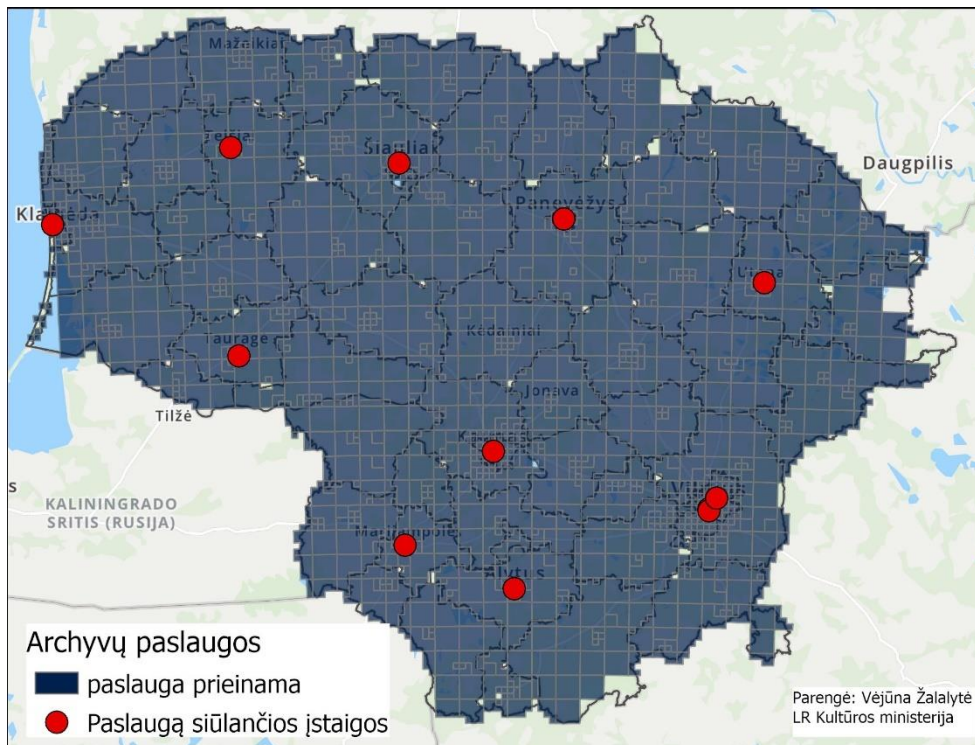 Mažeikiai
Šiauliai
Daugpilis
Panevėžys
Kėdainiai
Tauragė
Jonava
Tilžė
s
KALININGRADO
SRITIS (RUSIJA)
Archyvų paslaugos
paslauga prieinama
Paslaugą siūlančios įstaigos
Parengė: Vėjūna Žalalytė
LR Kultūros ministerija